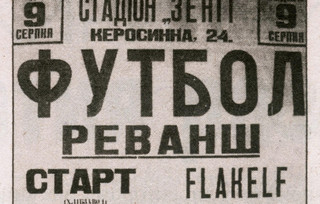 9 СТАДІОН „ЗЕНІТ" 9
СЕРПНЯ КЕРОСИННА, 24. СЕРПНЯ
ФУТБОЛ
РЕВАНШ
СТАРТ FLAKELF